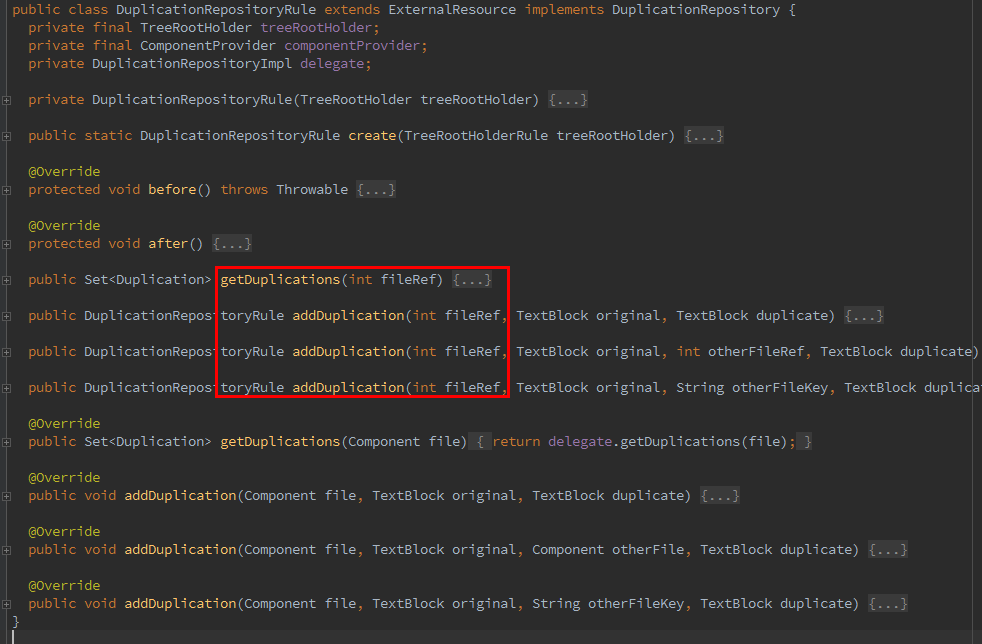 public class DuplicationRepositoryRule extends ExternalResource implements DuplicationRepository {
private final TreeRootHolder treeRootHolder;
private final ComponentProvider componentProvider;
private DuplicationRepositoryImpl delegate;
private DuplicationRepositoryRule(TreeRootHolder treeRootHolder) {...}
public static DuplicationRepositoryRule create(TreeRootHolderRule treeRootHolder) {...}
@Override
protected void before() throws Throwable {...}
@Override
protected void after() {...}
public Set<Duplication> getDuplications(int fileRef) {...}
public DuplicationRepositoryRule addDuplication(int fileRef, TextBlock original, TextBlock duplicate) {...}
public DuplicationRepositoryRule addDuplication(int fileRef, TextBlock original, int otherFileRef, TextBlock duplicate)
public DuplicationRepositoryRule addDuplication(int fileRef, TextBlock original, String otherFileKey, TextBlock duplica
@Override
public Set<Duplication> getDuplications(Component file) { return delegate.getDuplications(file); }
@Override
public void addDuplication(Component file, TextBlock original, TextBlock duplicate) {...}
@Override
public void addDuplication(Component file, TextBlock original, Component otherFile, TextBlock duplicate) {...}
@Override
public void addDuplication(Component file, TextBlock original, String otherFileKey, TextBlock duplicate) {...}
}